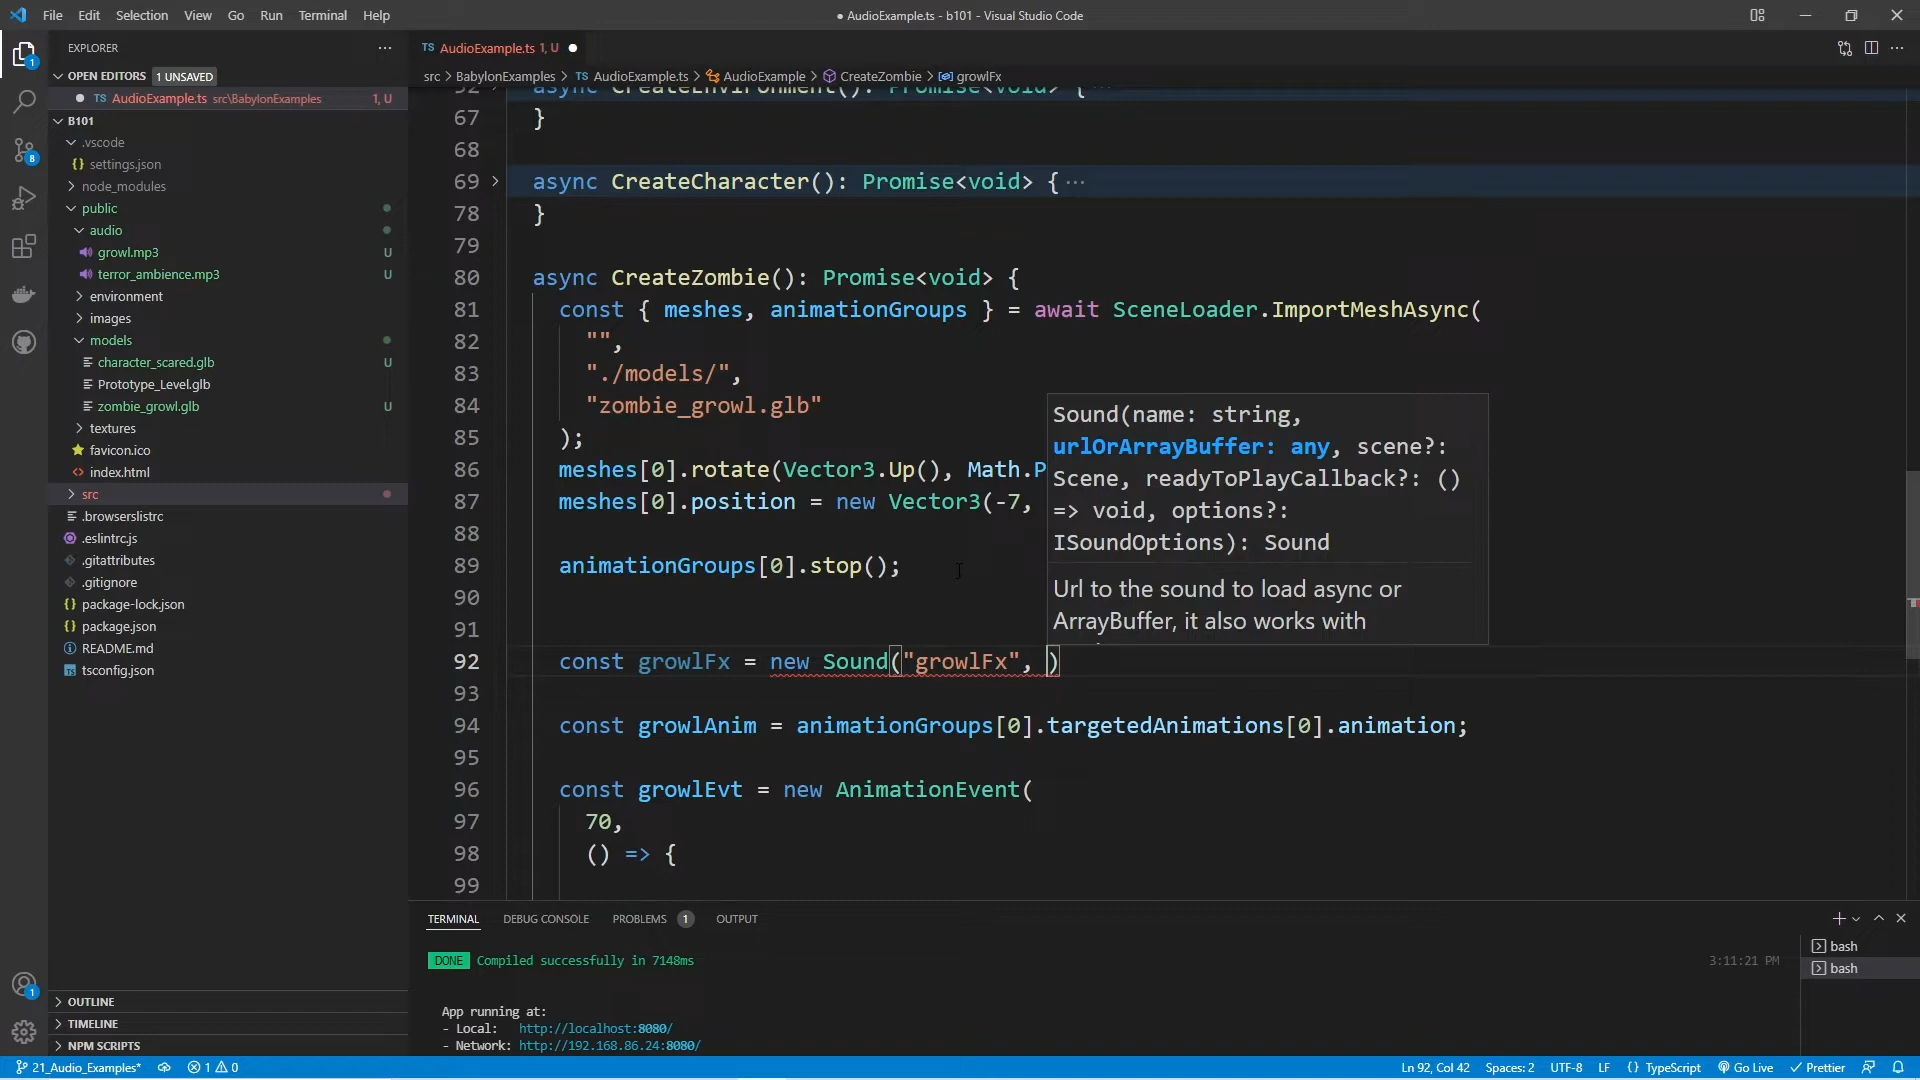 File Edit Selection View Go Run Terminal Help
● AudioExample.ts - b101 - Visual Studio Code
EXPLORER
OPEN EDITORS 1 UNSAVED
TS AudioExample.ts src\BabylonExamples 1, U
B101
.vscode
settings.json
node_modules
public
audio
growl.mp3 U
terror_ambience.mp3 U
environment
images
models
character_scared.glb U
Prototype_Level.glb
zombie_growl.glb U
textures
favicon.ico
index.html
src
.browserslistrc
.eslintrc.js
.gitattributes
.gitignore
package-lock.json
package.json
README.md
tsconfig.json
OUTLINE
TIMELINE
NPM SCRIPTS
TS AudioExample.ts 1, U
src > BabylonExamples > TS AudioExample.ts > AudioExample > CreateZombie > growlFx
52 async CreateEnvironment(): Promise<void> {
67 }
68
69 async CreateCharacter(): Promise<void> {···
78 }
79
80 async CreateZombie(): Promise<void> {
81 const { meshes, animationGroups } = await SceneLoader.ImportMeshAsync(
82 "",
83 "./models/",
84 "zombie_growl.glb"
85 );
86 meshes[0].rotate(Vector3.Up(), Math.P
87 meshes[0].position = new Vector3(-7,
88
89 animationGroups[0].stop();
90
91
92 const growlFx = new Sound("growlFx", )
93
94 const growlAnim = animationGroups[0].targetedAnimations[0].animation;
95
96 const growlEvt = new AnimationEvent(
97 70,
98 () => {
99
Sound(name: string,
urlOrArrayBuffer: any, scene?:
Scene, readyToPlayCallback?: ()
=> void, options?:
ISoundOptions): Sound
Url to the sound to load async or
ArrayBuffer, it also works with
TERMINAL DEBUG CONSOLE PROBLEMS 1 OUTPUT
DONE Compiled successfully in 7148ms 3:11:21 PM
App running at:
- Local: http://localhost:8080/
- Network: http://192.168.86.24:8080/
bash
bash
1
8
1
21_Audio_Examples* 1 0
Ln 92, Col 42 Spaces: 2 UTF-8 LF {} TypeScript Go Live Prettier